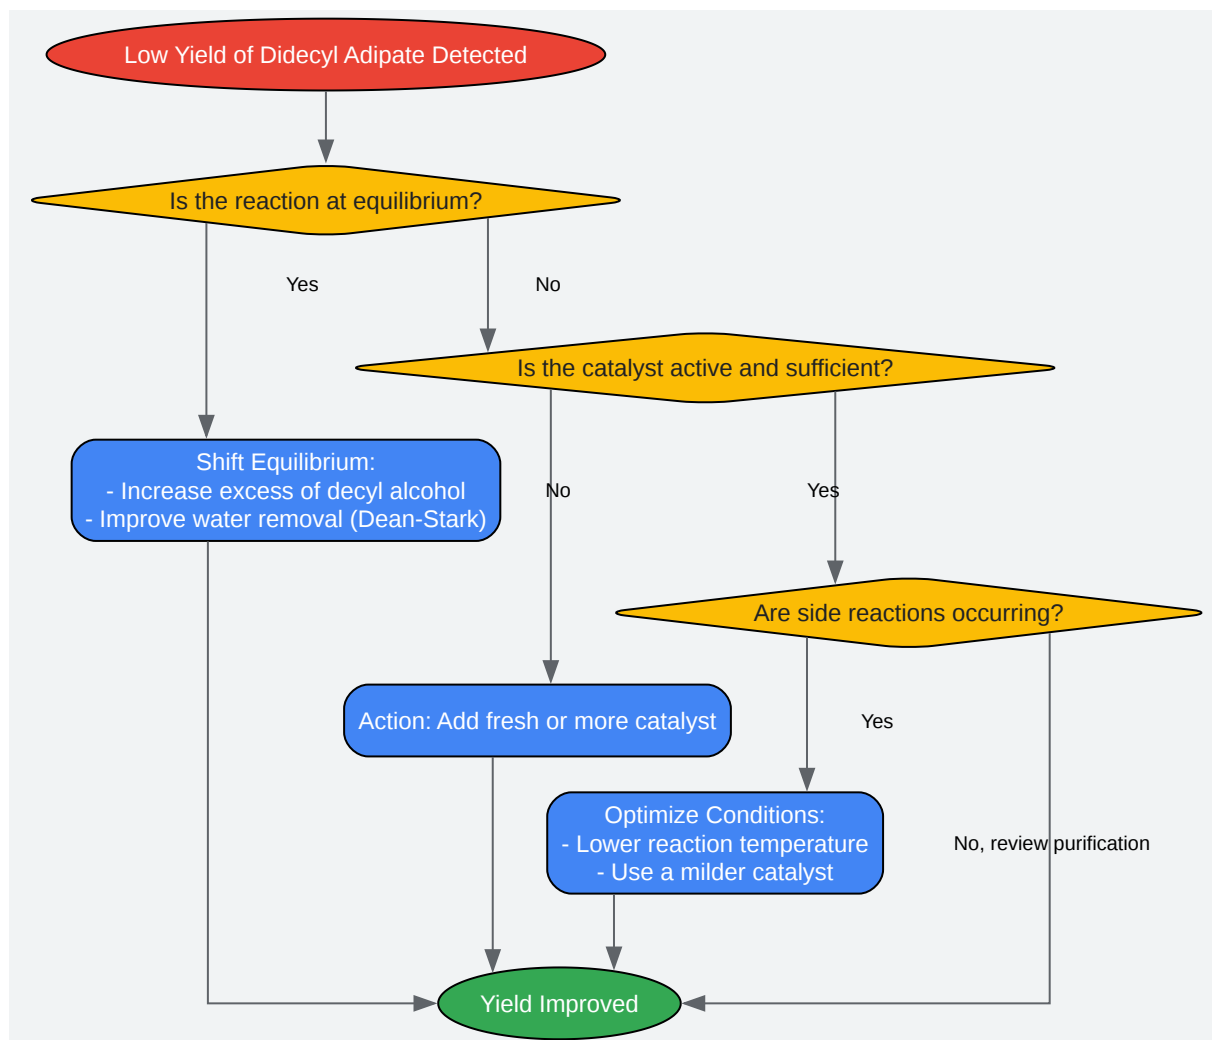 Low Yield of Didecyl Adipate Detected
Is the reaction at equilibrium?
Yes
No
Is the catalyst active and sufficient?
Shift Equilibrium:
- Increase excess of decyl alcohol
- Improve water removal (Dean-Stark)
No
Yes
Are side reactions occurring?
Action: Add fresh or more catalyst
Yes
Optimize Conditions:
- Lower reaction temperature
- Use a milder catalyst
No, review purification
Yield Improved